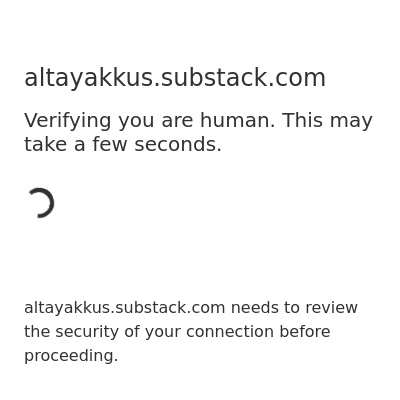 altayakkus.substack.com
Verifying you are human. This may
take a few seconds.
altayakkus.substack.com needs to review
the security of your connection before
proceeding.